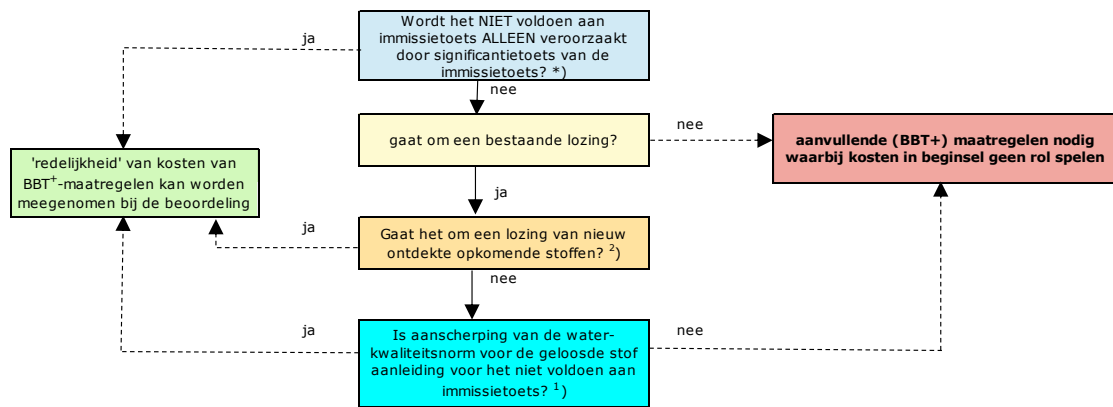 Wordt het NIET voldoen aan
immissietoets ALLEEN veroorzaakt
door significantietoets van de
immissietoets? *)
ja
nee
gaat om een bestaande lozing?
nee
aanvullende (BBT+) maatregelen nodig
waarbij kosten in beginsel geen rol spelen
'redelijkheid' van kosten van
BBT⁺-maatregelen kan worden
meegenomen bij de beoordeling
ja
Gaat het om een lozing van nieuw
ontdekte opkomende stoffen? ²)
ja
nee
Is aanscherping van de water-
kwaliteitsnorm voor de geloosde stof
aanleiding voor het niet voldoen aan
immissietoets? ¹)
ja
nee